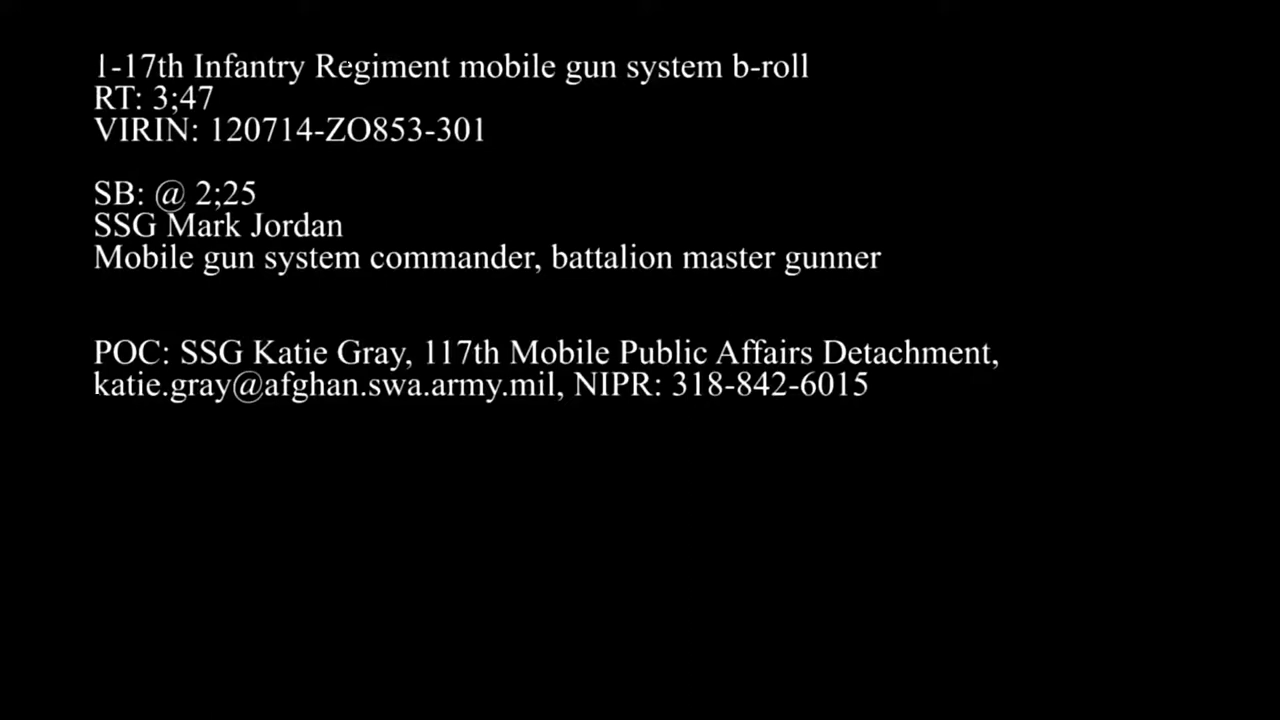 1-17th Infantry Regiment mobile gun system b-roll
RT: 3;47
VIRIN: 120714-ZO853-301
SB: @ 2;25
SSG Mark Jordan
Mobile gun system commander, battalion master gunner
POC: SSG Katie Gray, 117th Mobile Public Affairs Detachment,
katie.gray@afghan.swa.army.mil, NIPR: 318-842-6015